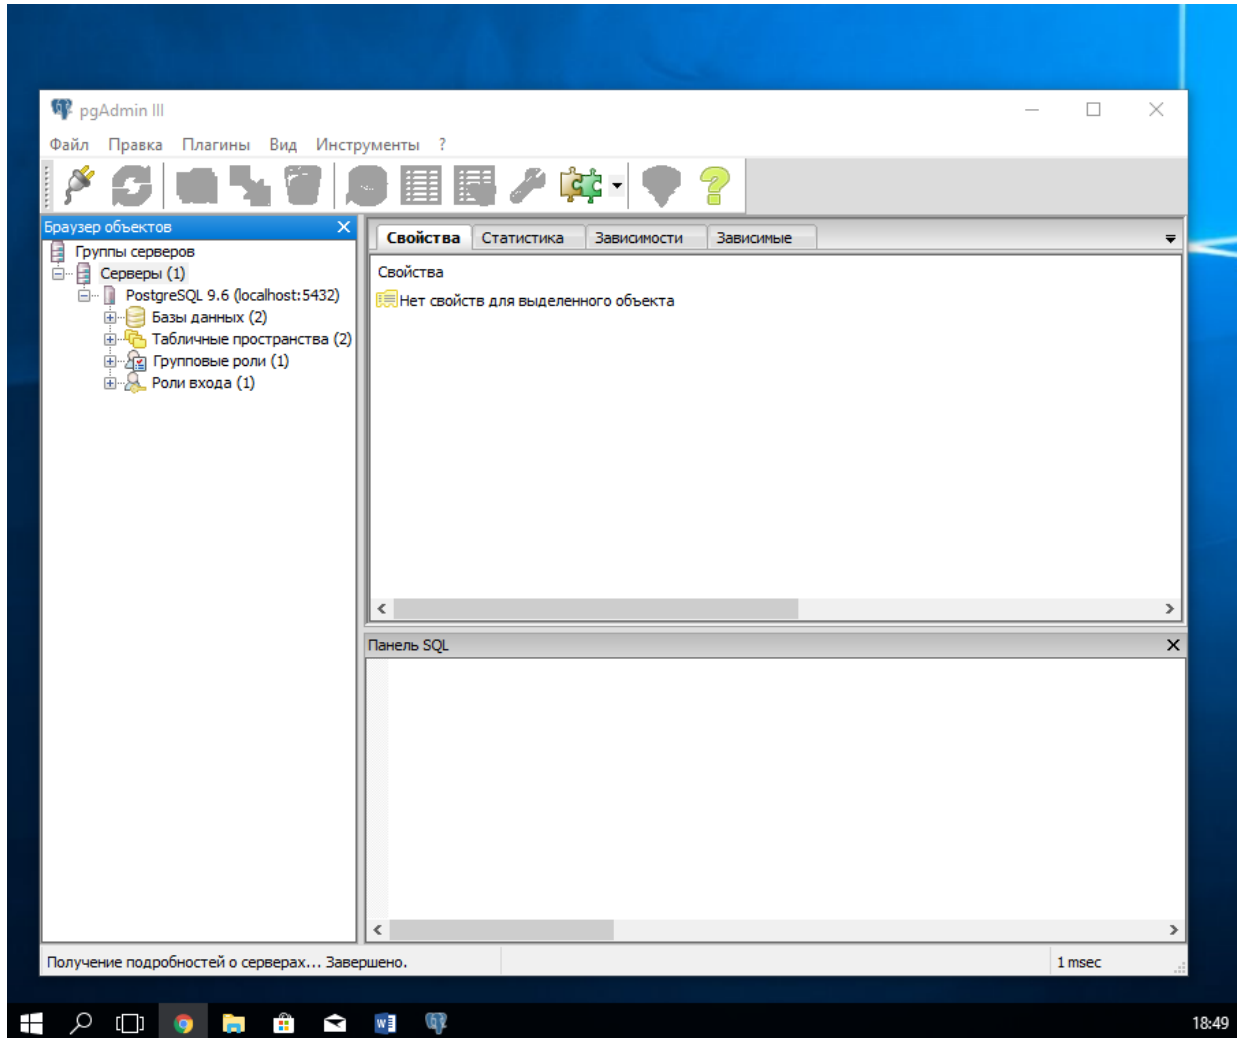 pgAdmin III
Файл Правка Плагины Вид Инструменты ?
Браузер объектов
Группы серверов
Серверы (1)
PostgreSQL 9.6 (localhost:5432)
Базы данных (2)
Табличные пространства (2)
Групповые роли (1)
Роли входа (1)
Свойства Статистика Зависимости Зависимые
Свойства
Нет свойств для выделенного объекта
Панель SQL
Получение подробностей о серверах... Завершено.
1 msec
18:49